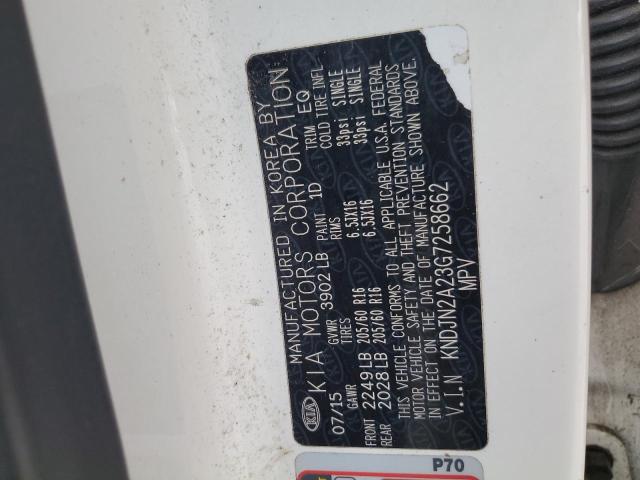 MANUFACTURED IN KOREA BY
KIA KIA MOTORS CORPORATION
07/15 GVWR 3902 LB PAINT 1D TRIM EQ
GAWR TIRES RIMS COLD TIRE INFL
FRONT 2249 LB 205/60 R16 6.5JX16 33psi SINGLE
REAR 2028 LB 205/60 R16 6.5JX16 33psi SINGLE
THIS VEHICLE CONFORMS TO ALL APPLICABLE U.S.A. FEDERAL
MOTOR VEHICLE SAFETY AND THEFT PREVENTION STANDARDS
IN EFFECT ON THE DATE OF MANUFACTURE SHOWN ABOVE.
V.I.N KNDJN2A23G7258662
MPV
P70